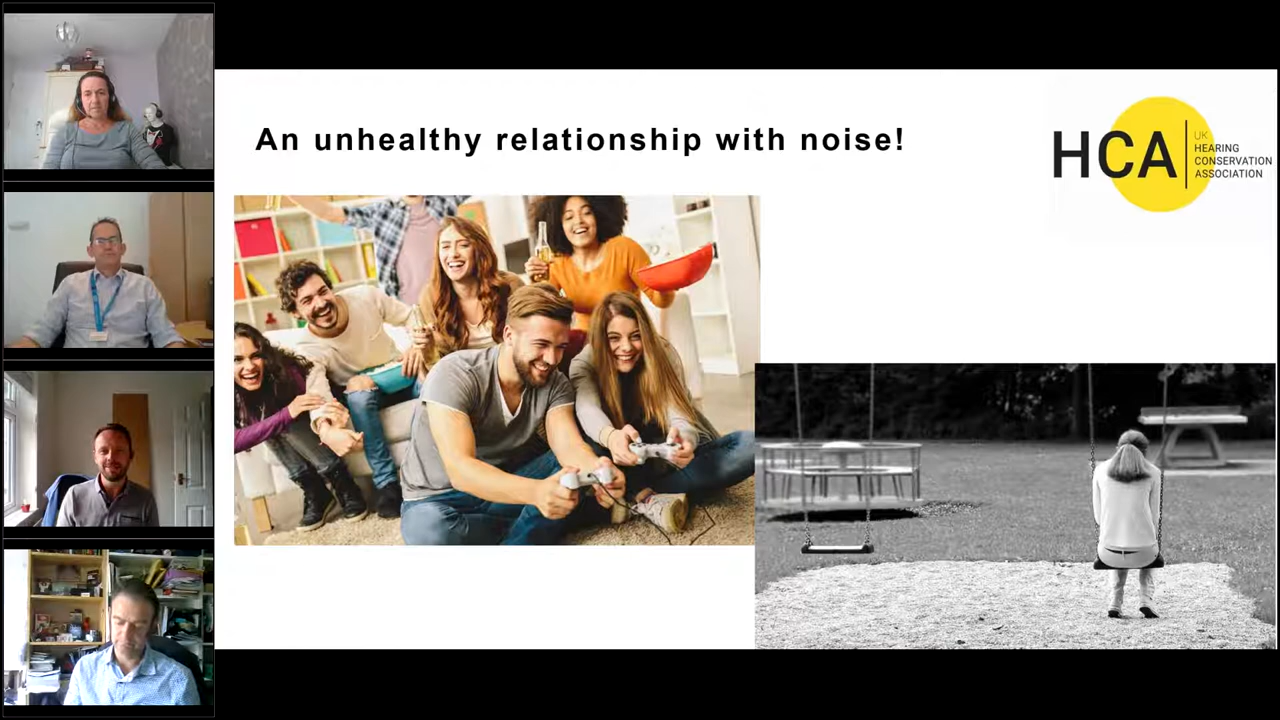 An unhealthy relationship with noise!
HCA
UK
HEARING
CONSERVATION
ASSOCIATION